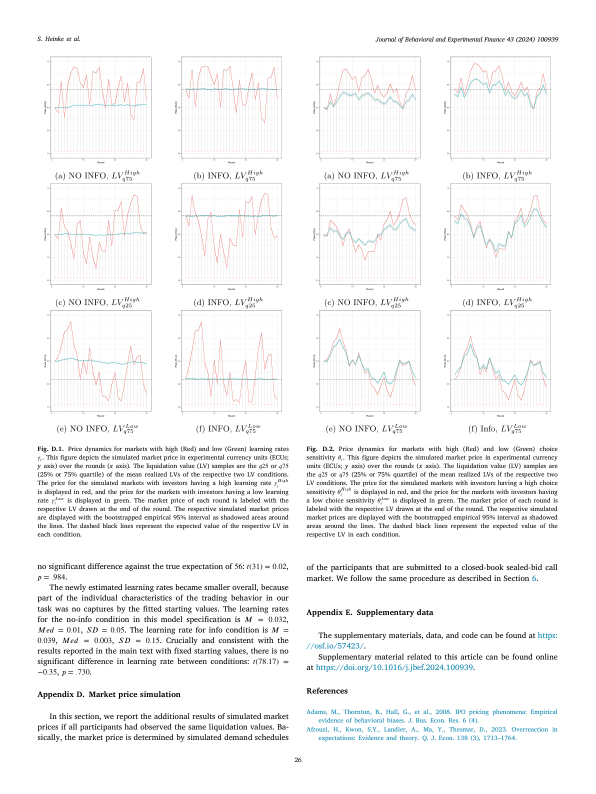 S. Heinke et al.
Journal of Behavioral and Experimental Finance 43 (2024) 100939
(a) NO INFO, LV^{High}_{q75}
(b) INFO, LV^{High}_{q75}
(c) NO INFO, LV^{High}_{q25}
(d) INFO, LV^{High}_{q25}
(e) NO INFO, LV^{Low}_{q75}
(f) INFO, LV^{Low}_{q75}
Fig. D.1. Price dynamics for markets with high (Red) and low (Green) learning rates
γ_i. This figure depicts the simulated market price in experimental currency units (ECUs;
y axis) over the rounds (x axis). The liquidation value (LV) samples are the q25 or q75
(25% or 75% quartile) of the mean realized LVs of the respective two LV conditions.
The price for the simulated markets with investors having a high learning rate γ_i^{High}
is displayed in red, and the price for the markets with investors having a low learning
rate γ_i^{Low} is displayed in green. The market price of each round is labeled with the
respective LV drawn at the end of the round. The respective simulated market prices
are displayed with the bootstrapped empirical 95% interval as shadowed areas around
the lines. The dashed black lines represent the expected value of the respective LV in
each condition.
no significant difference against the true expectation of 56: t(31) = 0.02,
p = .984.
The newly estimated learning rates became smaller overall, because
part of the individual characteristics of the trading behavior in our
task was no captures by the fitted starting values. The learning rates
for the no-info condition in this model specification is M = 0.032,
Med = 0.01, SD = 0.05. The learning rate for info condition is M =
0.039, Med = 0.003, SD = 0.15. Crucially and consistent with the
results reported in the main text with fixed starting values, there is no
significant difference in learning rate between conditions: t(78.17) =
−0.35, p = .730.
Appendix D. Market price simulation
In this section, we report the additional results of simulated market
prices if all participants had observed the same liquidation values. Ba-
sically, the market price is determined by simulated demand schedules
(a) NO INFO, LV^{High}_{q75}
(b) INFO, LV^{High}_{q75}
(c) NO INFO, LV^{High}_{q25}
(d) INFO, LV^{High}_{q25}
(e) NO INFO, LV^{Low}_{q75}
(f) Info, LV^{Low}_{q75}
Fig. D.2. Price dynamics for markets with high (Red) and low (Green) choice
sensitivity θ_i. This figure depicts the simulated market price in experimental currency
units (ECUs; y axis) over the rounds (x axis). The liquidation value (LV) samples are
the q25 or q75 (25% or 75% quartile) of the mean realized LVs of the respective two
LV conditions. The price for the simulated markets with investors having a high choice
sensitivity θ_i^{High} is displayed in red, and the price for the markets with investors having
a low choice sensitivity θ_i^{Low} is displayed in green. The market price of each round is
labeled with the respective LV drawn at the end of the round. The respective simulated
market prices are displayed with the bootstrapped empirical 95% interval as shadowed
areas around the lines. The dashed black lines represent the expected value of the
respective LV in each condition.
of the participants that are submitted to a closed-book sealed-bid call
market. We follow the same procedure as described in Section 6.
Appendix E. Supplementary data
The supplementary materials, data, and code can be found at https:
//osf.io/57423/.
Supplementary material related to this article can be found online
at https://doi.org/10.1016/j.jbef.2024.100939.
References
Adams, M., Thornton, B., Hall, G., et al., 2008. IPO pricing phenomena: Empirical
evidence of behavioral biases. J. Bus. Econ. Res. 6 (4).
Afrouzi, H., Kwon, S.Y., Landier, A., Ma, Y., Thesmar, D., 2023. Overreaction in
expectations: Evidence and theory. Q. J. Econ. 138 (3), 1713–1764.
26